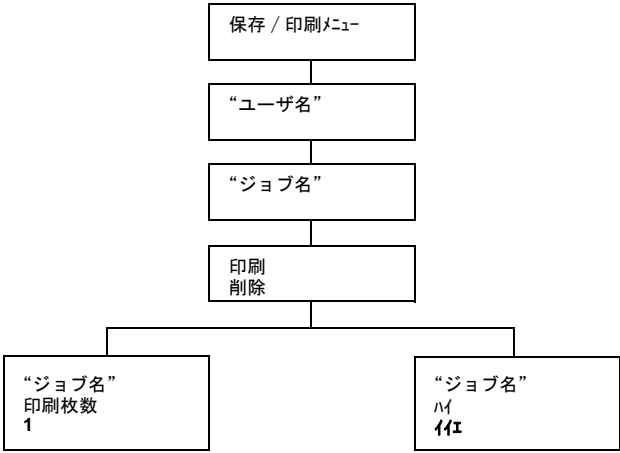 保存 / 印刷ﾒﾆｭｰ
“ユーザ名”
“ジョブ名”
印刷
削除
“ジョブ名”
印刷枚数
1
“ジョブ名”
ﾊｲ
ｲｲｴ